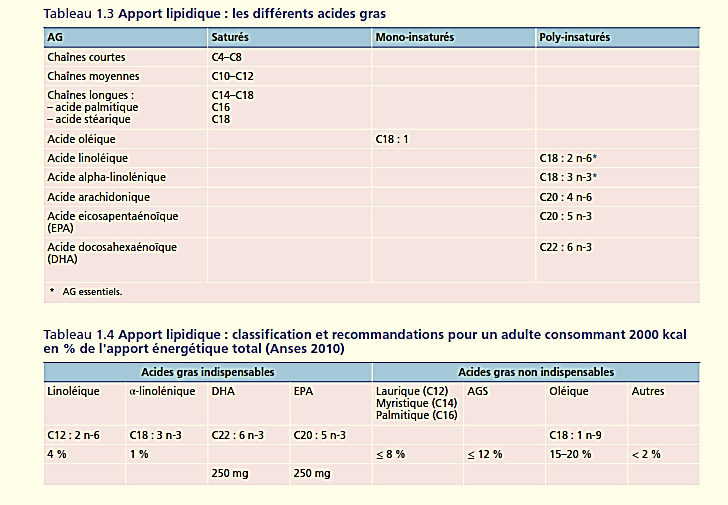 Tableau 1.3 Apport lipidique : les différents acides gras
AG Saturés Mono-insaturés Poly-insaturés
Chaînes courtes C4–C8
Chaînes moyennes C10–C12
Chaînes longues : C14–C18
– acide palmitique C16
– acide stéarique C18
Acide oléique C18 : 1
Acide linoléique C18 : 2 n-6*
Acide alpha-linolénique C18 : 3 n-3*
Acide arachidonique C20 : 4 n-6
Acide eicosapentaénoïque C20 : 5 n-3
(EPA)
Acide docosahexaénoïque C22 : 6 n-3
(DHA)
* AG essentiels.
Tableau 1.4 Apport lipidique : classification et recommandations pour un adulte consommant 2000 kcal
en % de l'apport énergétique total (Anses 2010)
Acides gras indispensables Acides gras non indispensables
Linoléique α-linolénique DHA EPA Laurique (C12) AGS Oléique Autres
Myristique (C14)
Palmitique (C16)
C12 : 2 n-6 C18 : 3 n-3 C22 : 6 n-3 C20 : 5 n-3 C18 : 1 n-9
4 % 1 % ≤ 8 % ≤ 12 % 15–20 % < 2 %
250 mg 250 mg